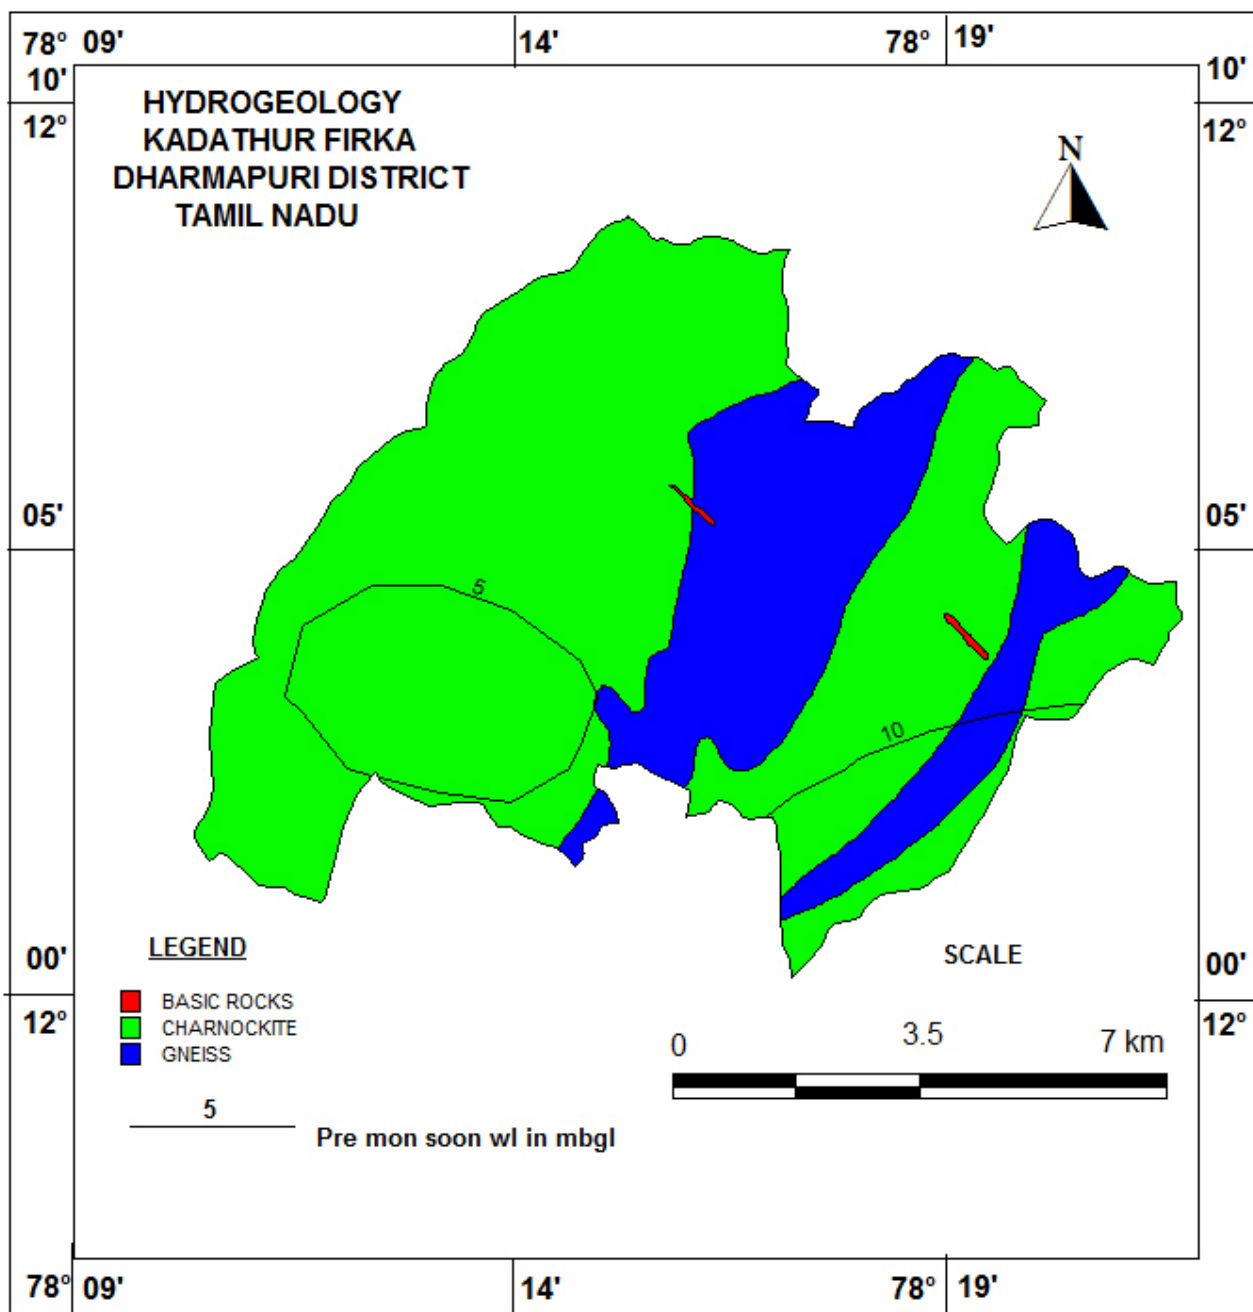 78° 09' 14' 78° 19'
10' 10'
12° 12°
HYDROGEOLOGY
KADATHUR FIRKA
DHARMAPURI DISTRICT
TAMIL NADU
N
05' 05'
5
10
00' 00'
12° 12°
LEGEND
BASIC ROCKS
CHARNOCKITE
GNEISS
5
Pre mon soon wl in mbgl
SCALE
0 3.5 7 km
78° 09' 14' 78° 19'